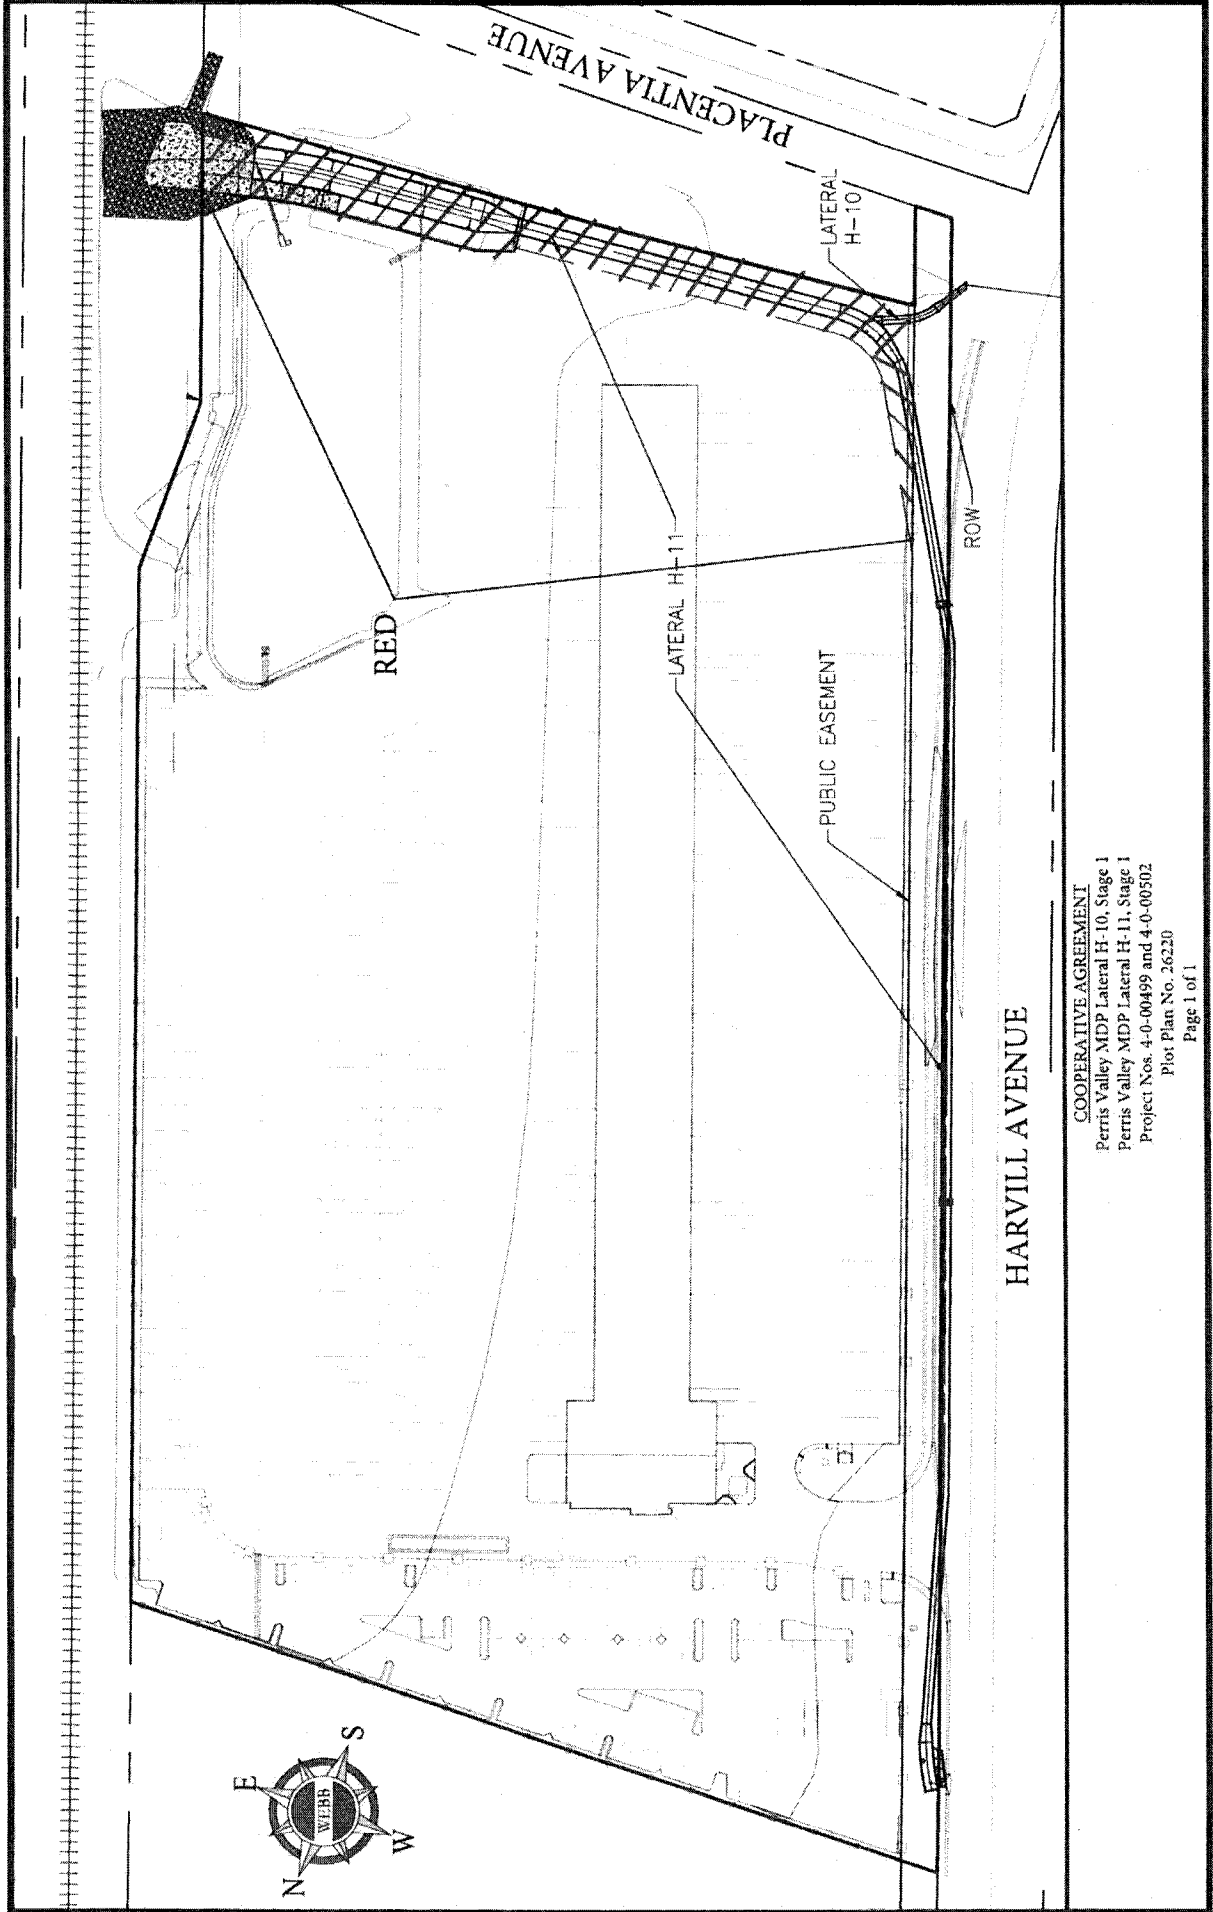 PLACENTIA AVENUE
LATERAL
H-10
ROW
LATERAL H-11
RED
PUBLIC EASEMENT
HARVILL AVENUE
N
E
S
W
WEBB
COOPERATIVE AGREEMENT
Perris Valley MDP Lateral H-10, Stage 1
Perris Valley MDP Lateral H-11, Stage 1
Project Nos. 4-0-00499 and 4-0-00502
Plot Plan No. 26220
Page 1 of 1